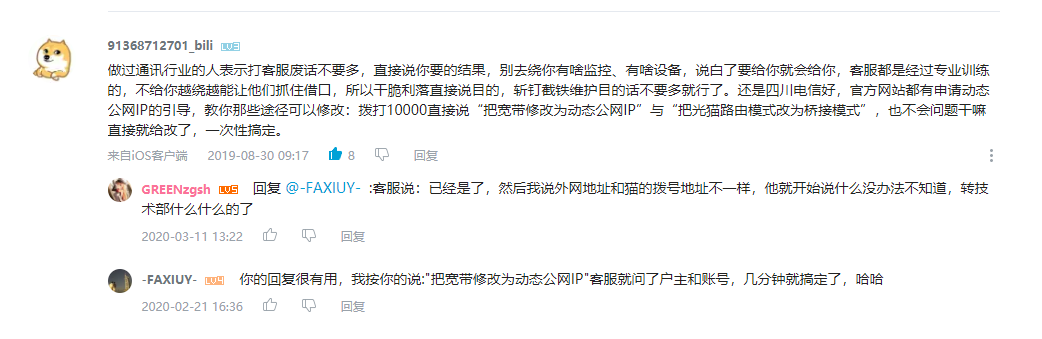 91368712701_bili LV5
做过通讯行业的人表示打客服废话不要多，直接说你要的结果，别去绕你有啥监控、有啥设备，说白了要给你就会给你，客服都是经过专业训练
的，不给你越绕越能让他们抓住借口，所以干脆利落直接说目的，斩钉截铁维护目的话不要多就行了。还是四川电信好，官方网站都有申请动态
公网IP的引导，教你那些途径可以修改：拨打10000直接说“把宽带修改为动态公网IP”与“把光猫路由模式改为桥接模式”，也不会问题干嘛
直接就给改了，一次性搞定。
来自iOS客户端 2019-08-30 09:17 8 回复
GREENzgsh LV5 回复 @-FAXIUY- :客服说：已经是了，然后我说外网地址和猫的拨号地址不一样，他就开始说什么没办法不知道，转技
术部什么什么的了
2020-03-11 13:22 回复
-FAXIUY- LV4 你的回复很有用，我按你的说:"把宽带修改为动态公网IP"客服就问了户主和账号，几分钟就搞定了，哈哈
2020-02-21 16:36 回复